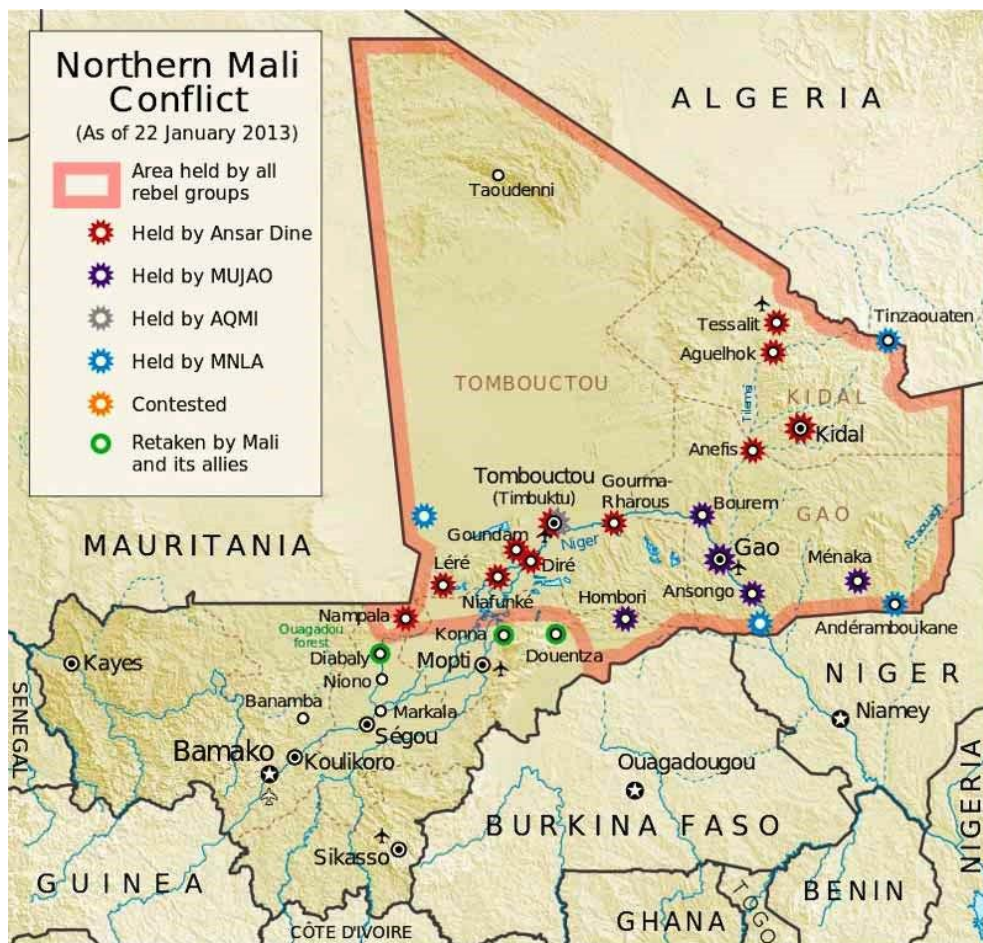 Northern Mali
Conflict
(As of 22 January 2013)
Area held by all
rebel groups
Held by Ansar Dine
Held by MUJAO
Held by AQMI
Held by MNLA
Contested
Retaken by Mali
and its allies
ALGERIA
Taoudenni
Tessalit
Tinzaouaten
Aguelhok
TOMBOUCTOU
Tilemsi
KIDAL
Kidal
Anefis
Tombouctou
(Timbuktu)
Gourma-
Rharous
Bourem
GAO
Azaouagh
MAURITANIA
Goundam
Niger
Gao
Ménaka
Léré
Diré
Niafunké
Hombori
Ansongo
Andéramboukane
Nampala
Ouagadou
forest
Konna
Douentza
Diabaly
Mopti
Kayes
Niono
NIGER
SENEGAL
Banamba
Markala
Ségou
Niamey
Bamako
Koulikoro
Ouagadougou
BURKINA FASO
NIGERIA
Sikasso
GUINEA
BENIN
TOGO
GHANA
CÔTE D'IVOIRE